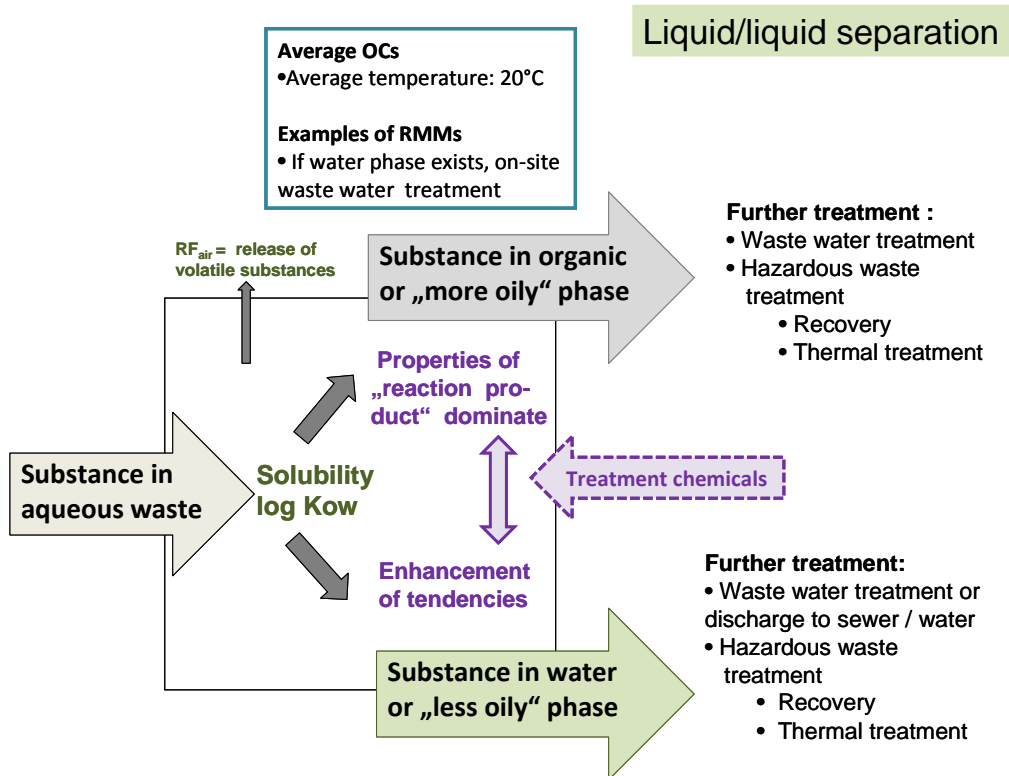 Liquid/liquid separation
Average OCs
•Average temperature: 20°C
Examples of RMMs
• If water phase exists, on-site
waste water treatment
RFair = release of
volatile substances
Substance in organic
or „more oily“ phase
Further treatment :
• Waste water treatment
• Hazardous waste
treatment
• Recovery
• Thermal treatment
Properties of
„reaction pro-
duct“ dominate
Substance in
aqueous waste
Solubility
log Kow
Treatment chemicals
Enhancement
of tendencies
Substance in water
or „less oily“ phase
Further treatment:
• Waste water treatment or
discharge to sewer / water
• Hazardous waste
treatment
• Recovery
• Thermal treatment